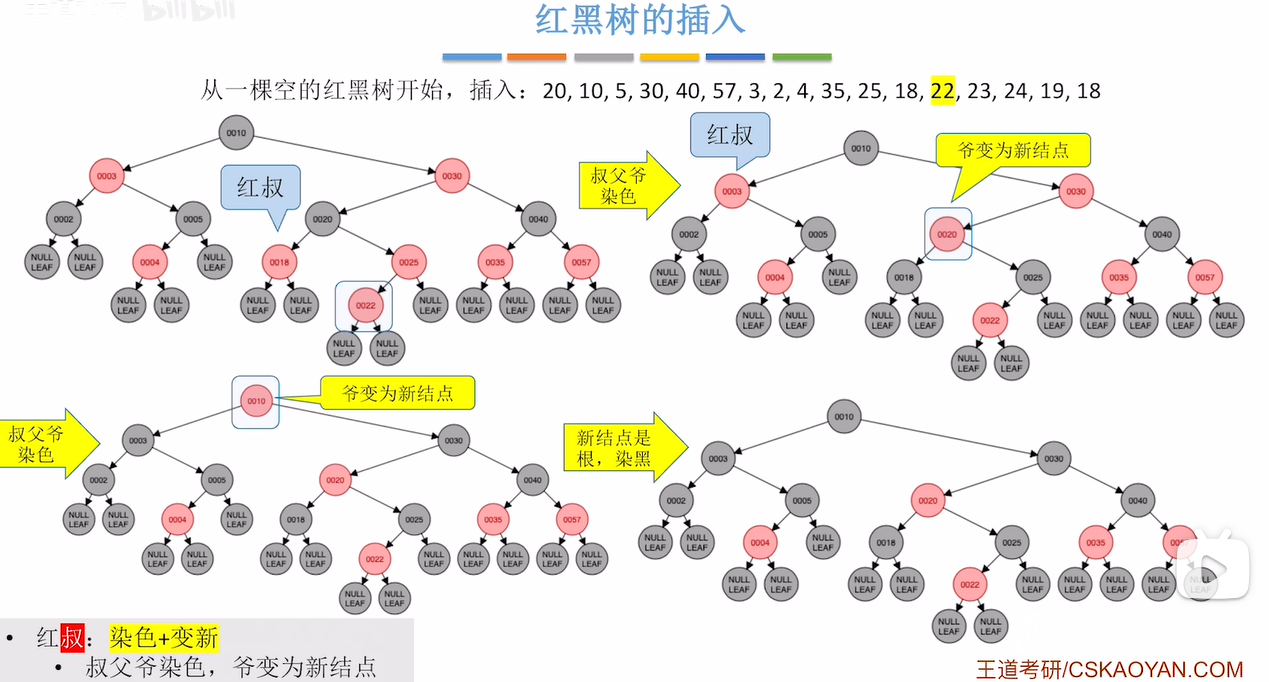 红黑树的插入
从一棵空的红黑树开始，插入：20, 10, 5, 30, 40, 57, 3, 2, 4, 35, 25, 18, 22, 23, 24, 19, 18
0010
0003
0030
红叔
0002
0005
0020
0040
NULL LEAF
NULL LEAF
0004
NULL LEAF
0018
0025
0035
0057
NULL LEAF
NULL LEAF
NULL LEAF
NULL LEAF
0022
NULL LEAF
NULL LEAF
NULL LEAF
NULL LEAF
NULL LEAF
NULL LEAF
NULL LEAF
叔父爷
染色
红叔
0010
爷变为新结点
0003
0030
0002
0005
0020
0040
NULL LEAF
NULL LEAF
0004
NULL LEAF
0018
0025
0035
0057
NULL LEAF
NULL LEAF
NULL LEAF
NULL LEAF
0022
NULL LEAF
NULL LEAF
NULL LEAF
NULL LEAF
NULL LEAF
NULL LEAF
NULL LEAF
叔父爷
染色
0010
爷变为新结点
0003
0030
0002
0005
0020
0040
NULL LEAF
NULL LEAF
0004
NULL LEAF
0018
0025
0035
0057
NULL LEAF
NULL LEAF
NULL LEAF
NULL LEAF
0022
NULL LEAF
NULL LEAF
NULL LEAF
NULL LEAF
NULL LEAF
NULL LEAF
NULL LEAF
新结点是
根，染黑
0010
0003
0030
0002
0005
0020
0040
NULL LEAF
NULL LEAF
0004
NULL LEAF
0018
0025
0035
NULL LEAF
NULL LEAF
NULL LEAF
NULL LEAF
0022
NULL LEAF
NULL LEAF
NULL LEAF
NULL LEAF
NULL LEAF
NULL LEAF
• 红叔：染色+变新
• 叔父爷染色，爷变为新结点
王道考研/CSKAOYAN.COM